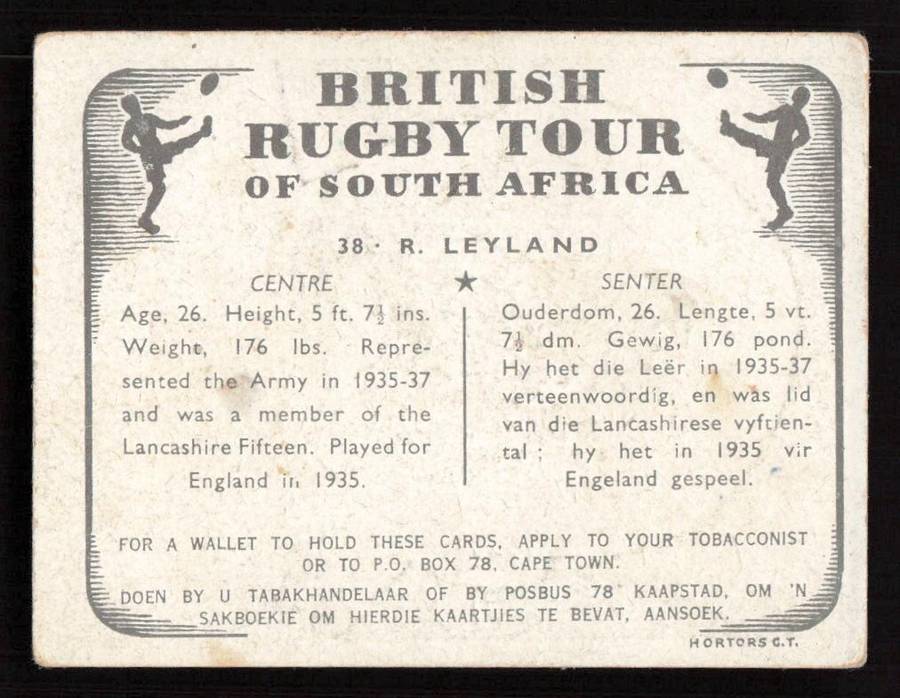 BRITISH
RUGBY TOUR
OF SOUTH AFRICA
38 · R. LEYLAND
CENTRE
Age, 26. Height, 5 ft. 7½ ins.
Weight, 176 lbs. Repre-
sented the Army in 1935-37
and was a member of the
Lancashire Fifteen. Played for
England in 1935.
SENTER
Ouderdom, 26. Lengte, 5 vt.
7½ dm. Gewig, 176 pond.
Hy het die Leër in 1935-37
verteenwoordig, en was lid
van die Lancashirese vyftien-
tal; hy het in 1935 vir
Engeland gespeel.
FOR A WALLET TO HOLD THESE CARDS, APPLY TO YOUR TOBACCONIST
OR TO P.O. BOX 78, CAPE TOWN.
DOEN BY U TABAKHANDELAAR OF BY POSBUS 78 KAAPSTAD, OM 'N
SAKBOEKIE OM HIERDIE KAARTJIES TE BEVAT, AANSOEK.
HORTORS C.T.